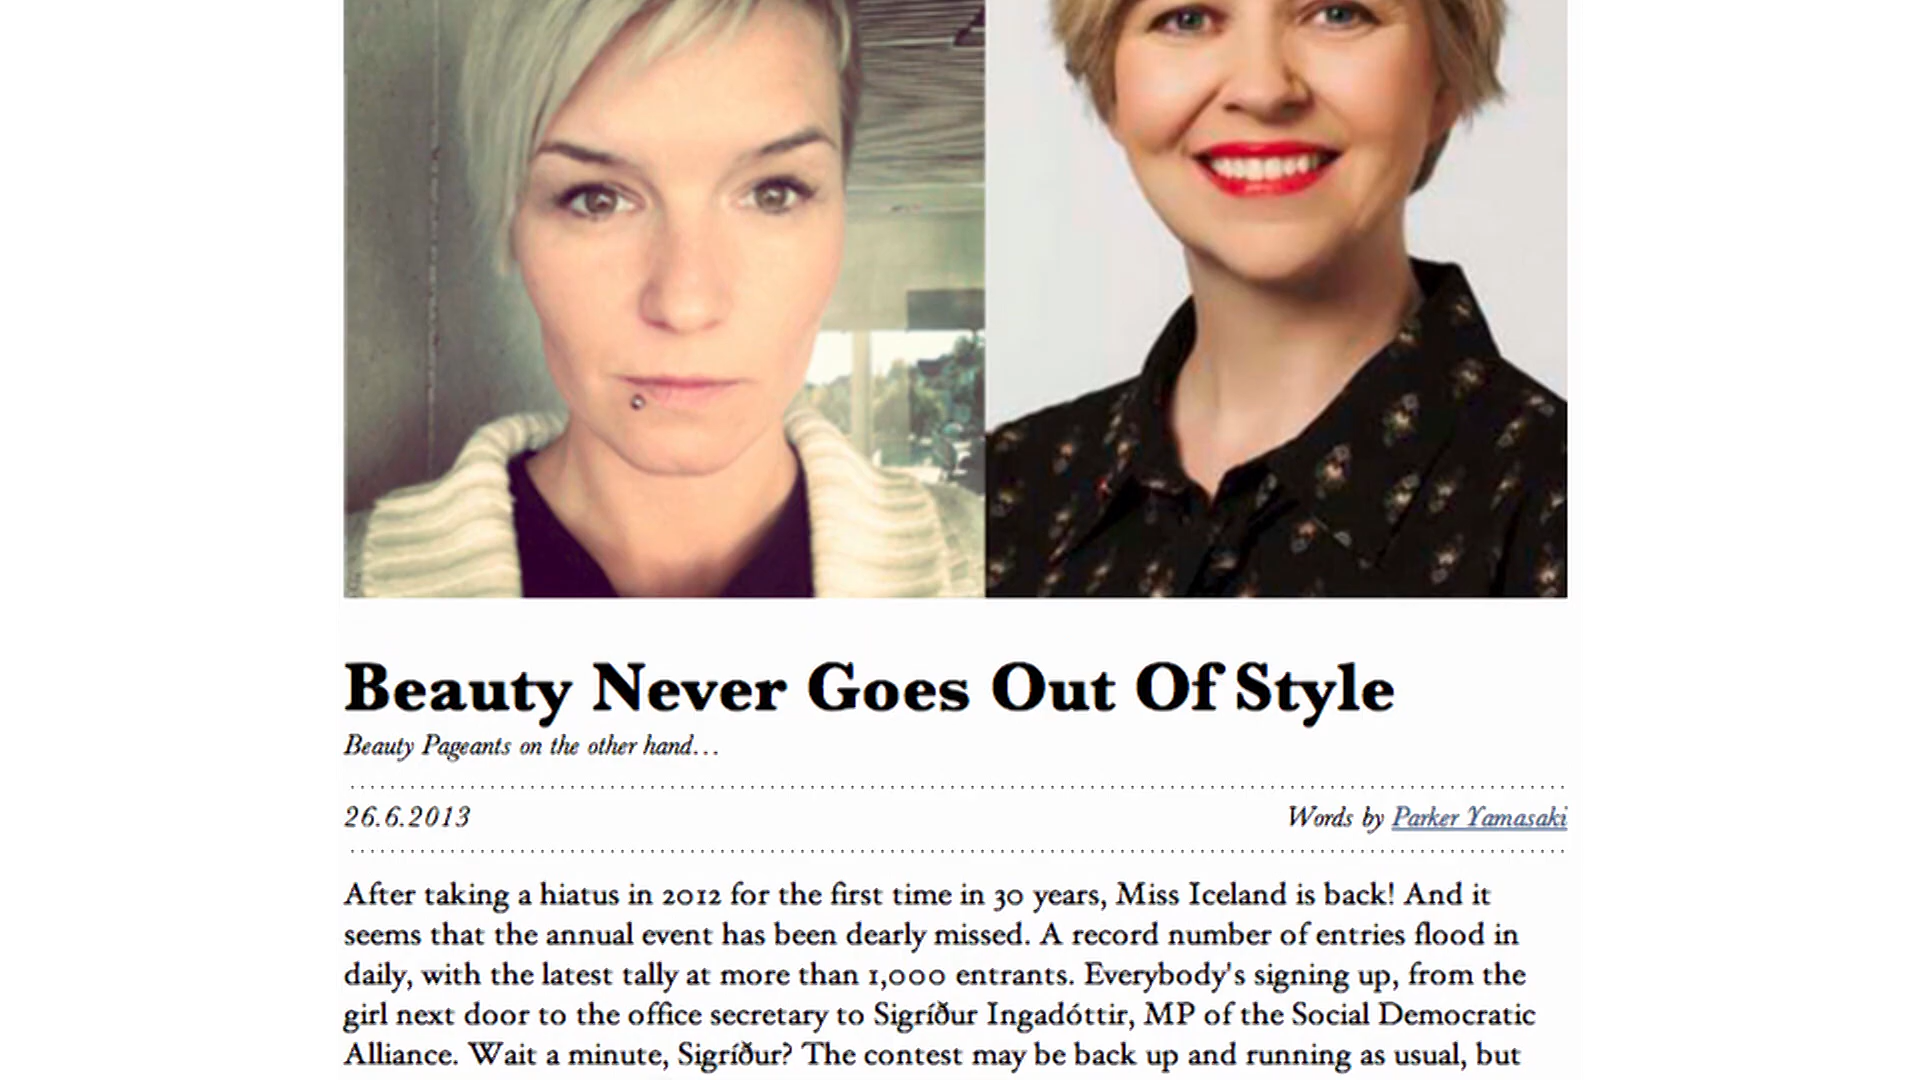 Beauty Never Goes Out Of Style
Beauty Pageants on the other hand...
26.6.2013 Words by Parker Yamasaki
After taking a hiatus in 2012 for the first time in 30 years, Miss Iceland is back! And it
seems that the annual event has been dearly missed. A record number of entries flood in
daily, with the latest tally at more than 1,000 entrants. Everybody's signing up, from the
girl next door to the office secretary to Sigríður Ingadóttir, MP of the Social Democratic
Alliance. Wait a minute, Sigríður? The contest may be back up and running as usual, but